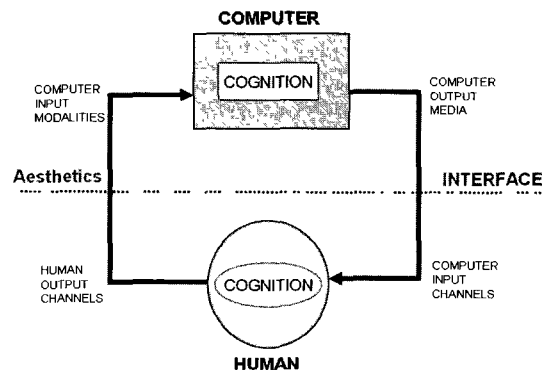 COMPUTER
COGNITION
COMPUTER
INPUT
MODALITIES
COMPUTER
OUTPUT
MEDIA
Aesthetics
INTERFACE
HUMAN
OUTPUT
CHANNELS
COGNITION
COMPUTER
INPUT
CHANNELS
HUMAN